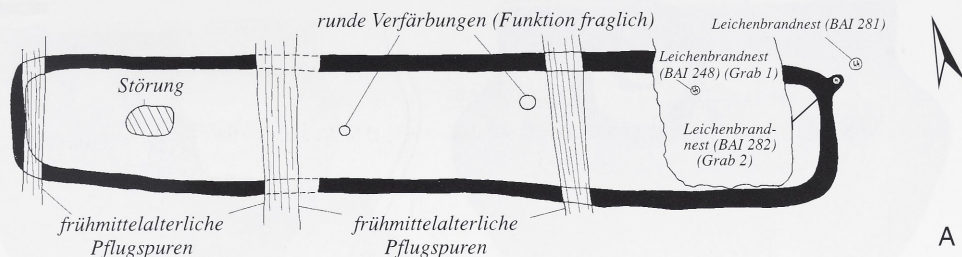 runde Verfärbungen (Funktion fraglich)
Leichenbrandnest (BAI 281)
Störung
Leichenbrandnest
(BAI 248) (Grab 1)
Leichenbrand-
nest (BAI 282)
(Grab 2)
frühmittelalterliche
Pflugspuren
frühmittelalterliche
Pflugspuren
A